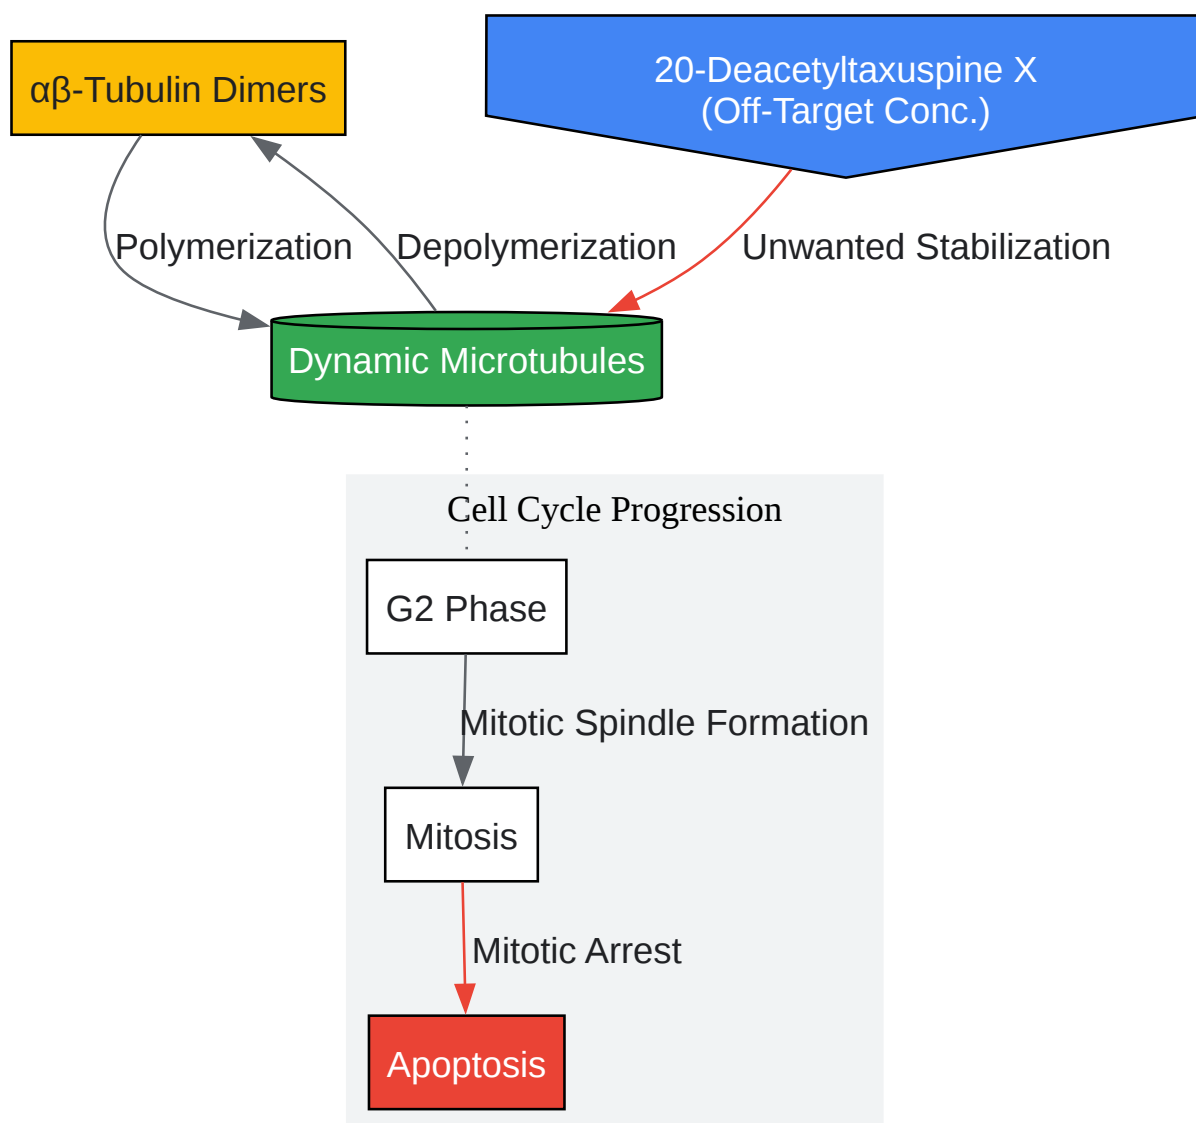 αβ-Tubulin Dimers
20-Deacetyltaxuspine X
(Off-Target Conc.)
Polymerization
Depolymerization
Unwanted Stabilization
Dynamic Microtubules
Cell Cycle Progression
G2 Phase
Mitotic Spindle Formation
Mitosis
Mitotic Arrest
Apoptosis